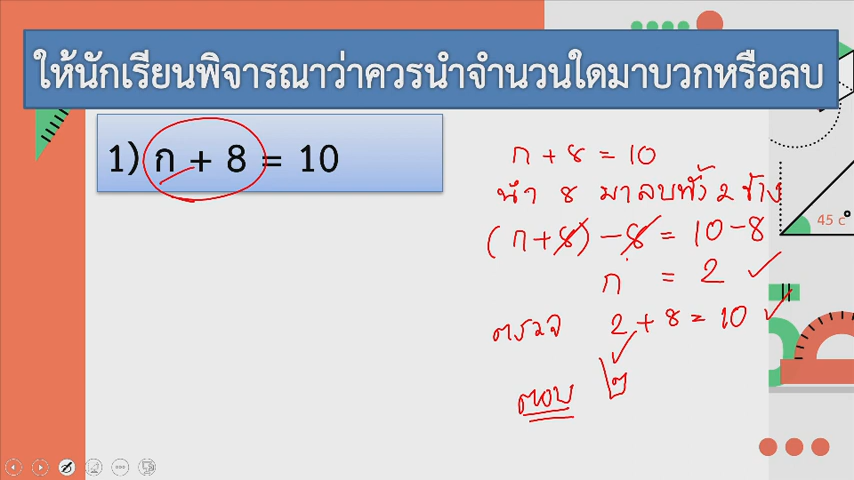 ให้นักเรียนพิจารณาว่าควรนำจำนวนใดมาบวกหรือลบ
1) ก + 8 = 10
ก + 8 = 10
นำ 8 มาลบทั้ง 2 ข้าง
(ก + 8) - 8 = 10 - 8
ก = 2 ✓
ตรวจ 2 + 8 = 10 ✓
ตอบ ๒
45 c°